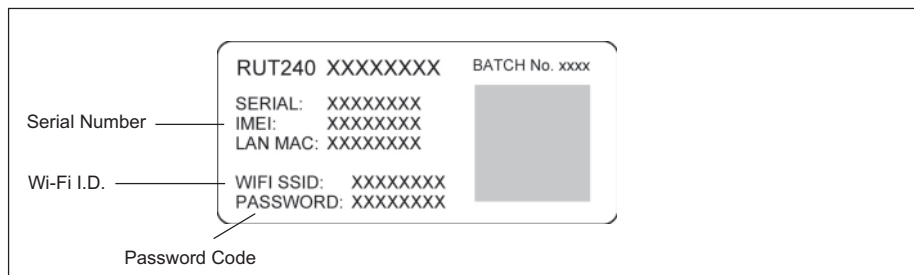 RUT240 XXXXXXXX
BATCH No. xxxx
SERIAL: XXXXXXXX
Serial Number
IMEI: XXXXXXXX
LAN MAC: XXXXXXXX
Wi-Fi I.D.
WIFI SSID: XXXXXXXX
PASSWORD: XXXXXXXX
Password Code